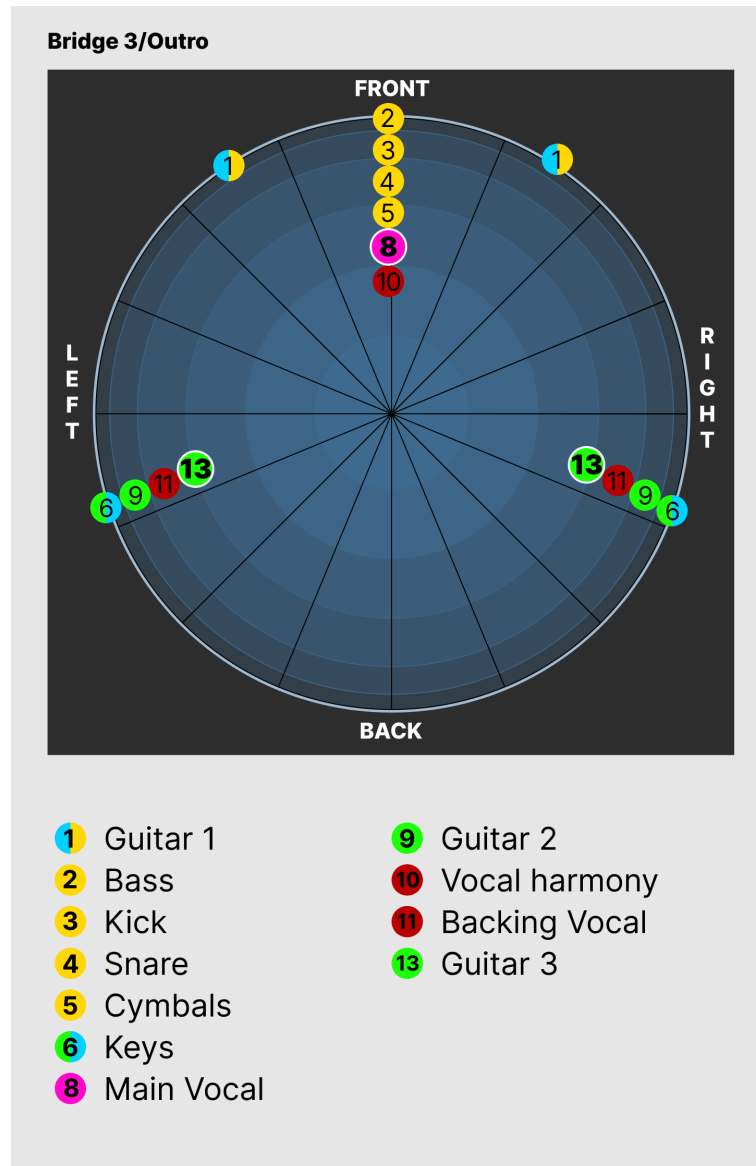 Bridge 3/Outro
FRONT
1
2
1
3
4
5
8
10
LEFT
RIGHT
13
13
11
11
9
9
6
6
BACK
1 Guitar 1
2 Bass
3 Kick
4 Snare
5 Cymbals
6 Keys
8 Main Vocal
9 Guitar 2
10 Vocal harmony
11 Backing Vocal
13 Guitar 3